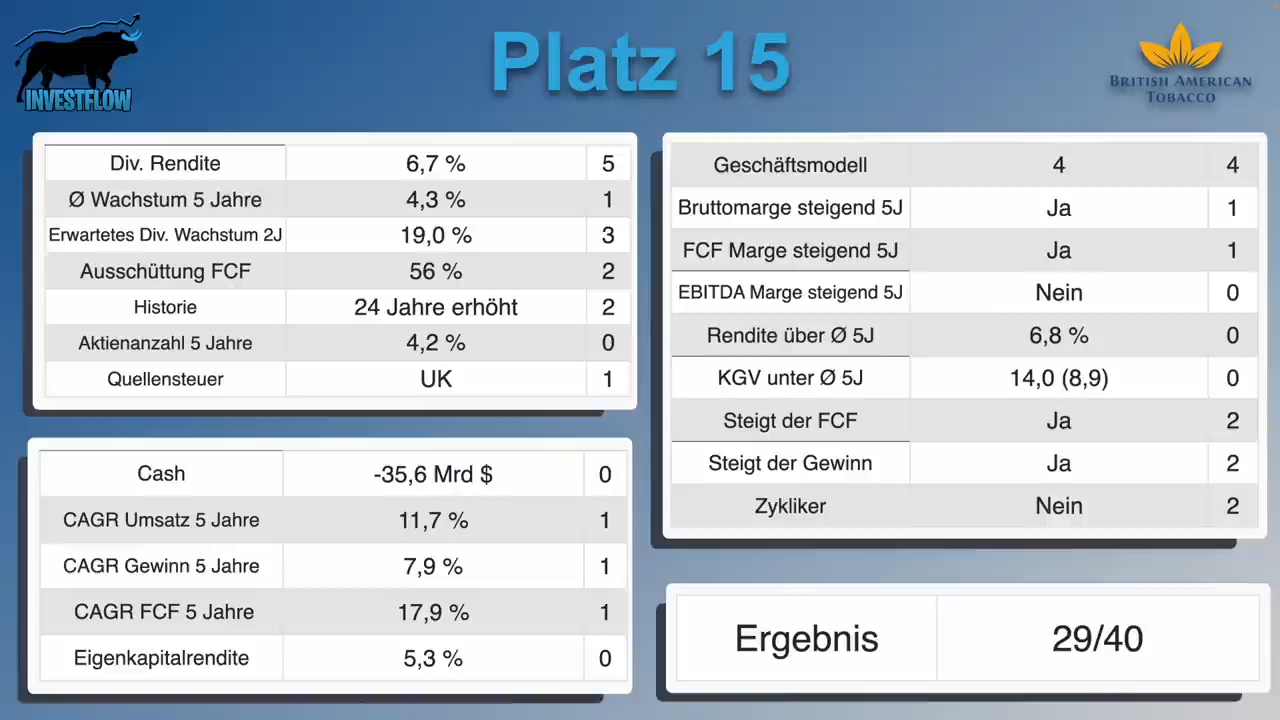 INVESTFLOW
Platz 15
BRITISH AMERICAN
TOBACCO
Div. Rendite 6,7 % 5
Ø Wachstum 5 Jahre 4,3 % 1
Erwartetes Div. Wachstum 2J 19,0 % 3
Ausschüttung FCF 56 % 2
Historie 24 Jahre erhöht 2
Aktienanzahl 5 Jahre 4,2 % 0
Quellensteuer UK 1
Cash -35,6 Mrd $ 0
CAGR Umsatz 5 Jahre 11,7 % 1
CAGR Gewinn 5 Jahre 7,9 % 1
CAGR FCF 5 Jahre 17,9 % 1
Eigenkapitalrendite 5,3 % 0
Geschäftsmodell 4 4
Bruttomarge steigend 5J Ja 1
FCF Marge steigend 5J Ja 1
EBITDA Marge steigend 5J Nein 0
Rendite über Ø 5J 6,8 % 0
KGV unter Ø 5J 14,0 (8,9) 0
Steigt der FCF Ja 2
Steigt der Gewinn Ja 2
Zykliker Nein 2
Ergebnis 29/40